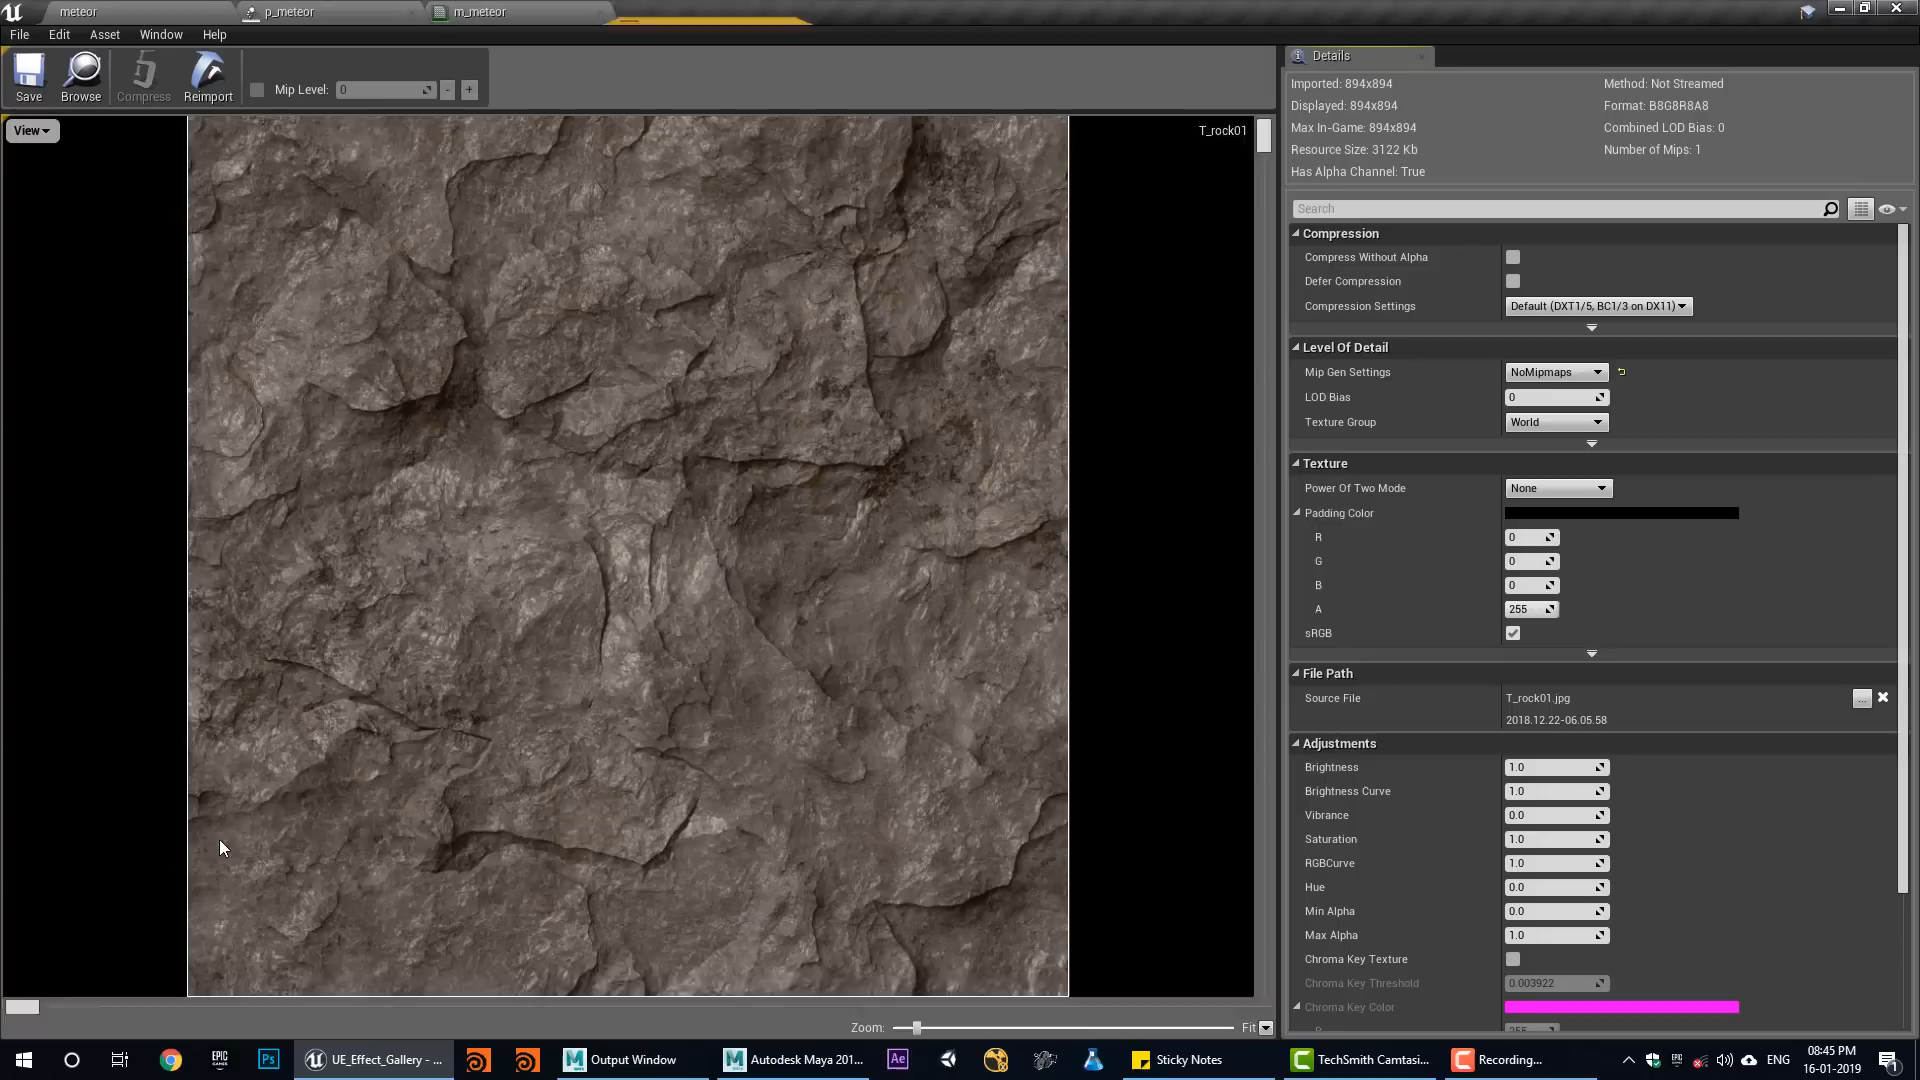 meteor
p_meteor
m_meteor
File Edit Asset Window Help
Save Browse Compress Reimport Mip Level: 0 - +
View
T_rock01
Zoom: Fit
Details
Imported: 894x894 Method: Not Streamed
Displayed: 894x894 Format: B8G8R8A8
Max In-Game: 894x894 Combined LOD Bias: 0
Resource Size: 3122 Kb Number of Mips: 1
Has Alpha Channel: True
Search
Compression
Compress Without Alpha
Defer Compression
Compression Settings Default (DXT1/5, BC1/3 on DX11)
Level Of Detail
Mip Gen Settings NoMipmaps
LOD Bias 0
Texture Group World
Texture
Power Of Two Mode None
Padding Color
R 0
G 0
B 0
A 255
sRGB
File Path
Source File T_rock01.jpg
...
2018.12.22-06.05.58
Adjustments
Brightness 1.0
Brightness Curve 1.0
Vibrance 0.0
Saturation 1.0
RGBCurve 1.0
Hue 0.0
Min Alpha 0.0
Max Alpha 1.0
Chroma Key Texture
Chroma Key Threshold 0.003922
Chroma Key Color
EPIC GAMES Ps UE_Effect_Gallery - ... Output Window Autodesk Maya 201... Ae Sticky Notes TechSmith Camtasi... Recording... ENG 08:45 PM
16-01-2019
1